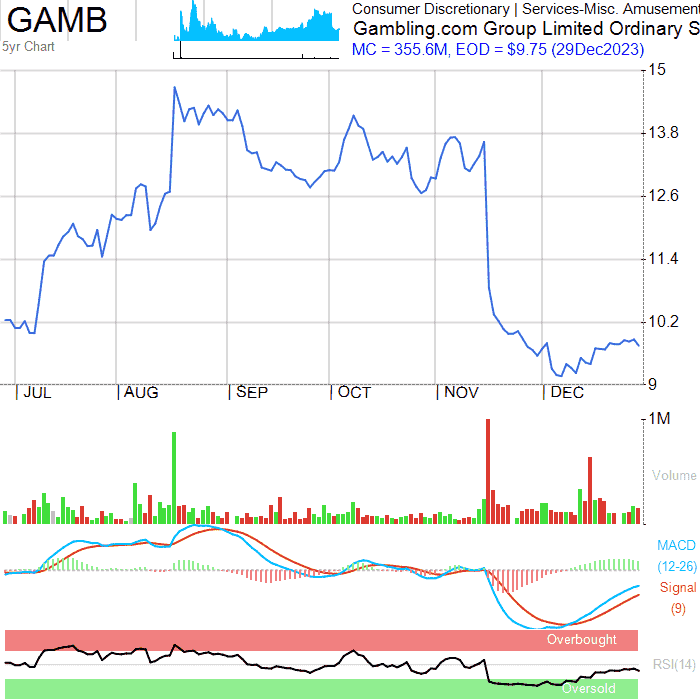 GAMB
5yr Chart
Consumer Discretionary | Services-Misc. Amusement
Gambling.com Group Limited Ordinary S
MC = 355.6M, EOD = $9.75 (29Dec2023)
15
13.8
12.6
11.4
10.2
9
JUL AUG SEP OCT NOV DEC
1M
Volume
MACD
(12-26)
Signal
(9)
Overbought
RSI(14)
Oversold